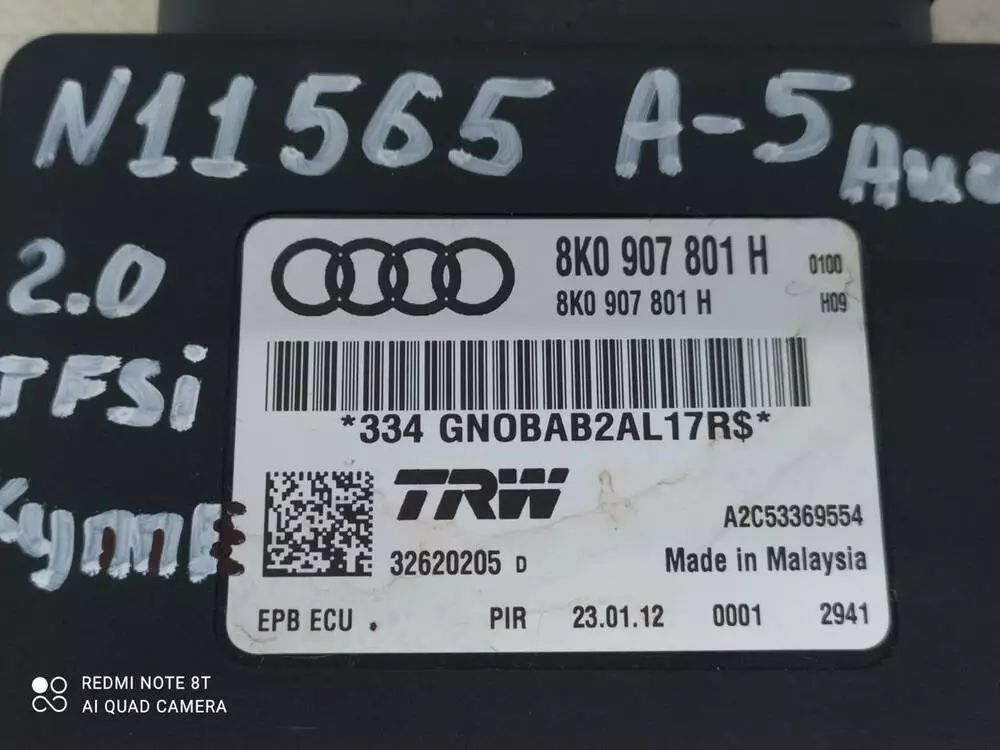 N11565 A-5 Aud
2.0
TFSi
8K0 907 801 H 0100
8K0 907 801 H H09
*334 GNOBAB2AL17R$*
TRW
A2C53369554
32620205 D Made in Malaysia
EPB ECU PIR 23.01.12 0001 2941
REDMI NOTE 8T
AI QUAD CAMERA